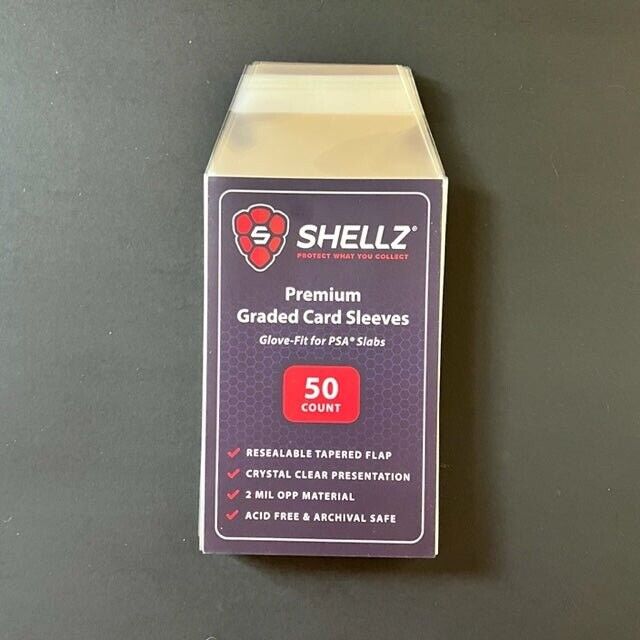 S
SHELLZ®
PROTECT WHAT YOU COLLECT
Premium
Graded Card Sleeves
Glove-Fit for PSA® Slabs
50
COUNT
RESEALABLE TAPERED FLAP
CRYSTAL CLEAR PRESENTATION
2 MIL OPP MATERIAL
ACID FREE & ARCHIVAL SAFE